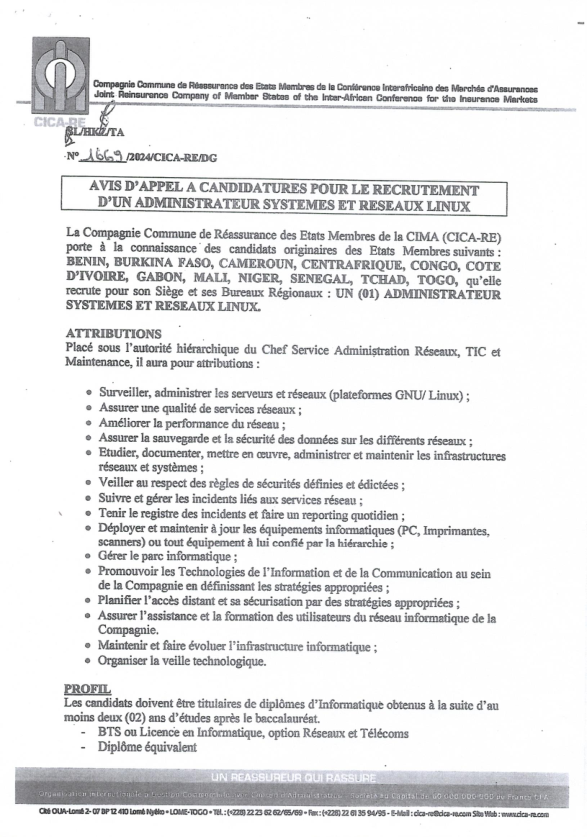 Compagnie Commune de Réassurance des Etats Membres de la Conférence Interafricaine des Marchés d'Assurances
Joint Reinsurance Company of Member States of the Inter-African Conference for the Insurance Markets
CICA-RE
/TA
N° 1669 /2024/CICA-RE/DG
AVIS D'APPEL A CANDIDATURES POUR LE RECRUTEMENT
D'UN ADMINISTRATEUR SYSTEMES ET RESEAUX LINUX
La Compagnie Commune de Réassurance des Etats Membres de la CIMA (CICA-RE)
porte à la connaissance des candidats originaires des Etats Membres suivants :
BENIN, BURKINA FASO, CAMEROUN, CENTRAFRIQUE, CONGO, COTE
D'IVOIRE, GABON, MALI, NIGER, SENEGAL, TCHAD, TOGO, qu'elle
recrute pour son Siège et ses Bureaux Régionaux : UN (01) ADMINISTRATEUR
SYSTEMES ET RESEAUX LINUX.
ATTRIBUTIONS
Placé sous l'autorité hiérarchique du Chef Service Administration Réseaux, TIC et
Maintenance, il aura pour attributions :
• Surveiller, administrer les serveurs et réseaux (plateformes GNU/ Linux) ;
• Assurer une qualité de services réseaux ;
• Améliorer la performance du réseau ;
• Assurer la sauvegarde et la sécurité des données sur les différents réseaux ;
• Etudier, documenter, mettre en œuvre, administrer et maintenir les infrastructures
réseaux et systèmes ;
• Veiller au respect des règles de sécurités définies et édictées ;
• Suivre et gérer les incidents liés aux services réseau ;
• Tenir le registre des incidents et faire un reporting quotidien ;
• Déployer et maintenir à jour les équipements informatiques (PC, Imprimantes,
scanners) ou tout équipement à lui confié par la hiérarchie ;
• Gérer le parc informatique ;
• Promouvoir les Technologies de l'Information et de la Communication au sein
de la Compagnie en définissant les stratégies appropriées ;
• Planifier l'accès distant et sa sécurisation par des stratégies appropriées ;
• Assurer l'assistance et la formation des utilisateurs du réseau informatique de la
Compagnie.
• Maintenir et faire évoluer l'infrastructure informatique ;
• Organiser la veille technologique.
PROFIL
Les candidats doivent être titulaires de diplômes d'Informatique obtenus à la suite d'au
moins deux (02) ans d'études après le baccalauréat.
- BTS ou Licence en Informatique, option Réseaux et Télécoms
- Diplôme équivalent
UN REASSUREUR QUI RASSURE
Cité OUA-Lomé 2- 07 BP 12 410 Lomé Nyékonakpoè • LOME-TOGO • Tél. : (+228) 22 23 62 62/65/69 • Fax : (+228) 22 61 35 94/95 • E-Mail : cica-re@cica-re.com Site Web : www.cica-re.com